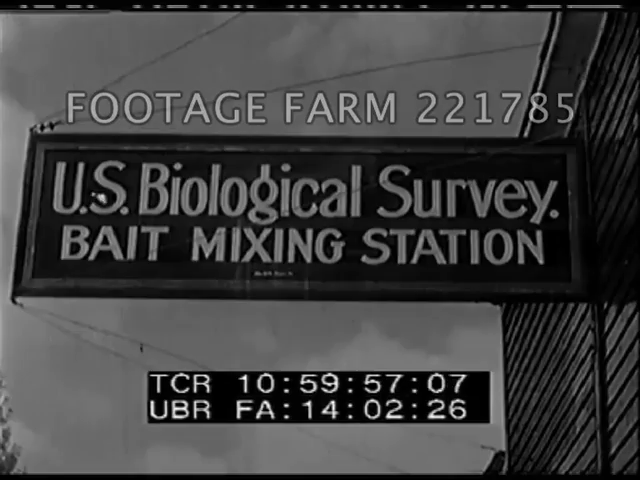 FOOTAGE FARM 221785
U.S. Biological Survey.
BAIT MIXING STATION
TCR 10:59:57:07
UBR FA:14:02:26